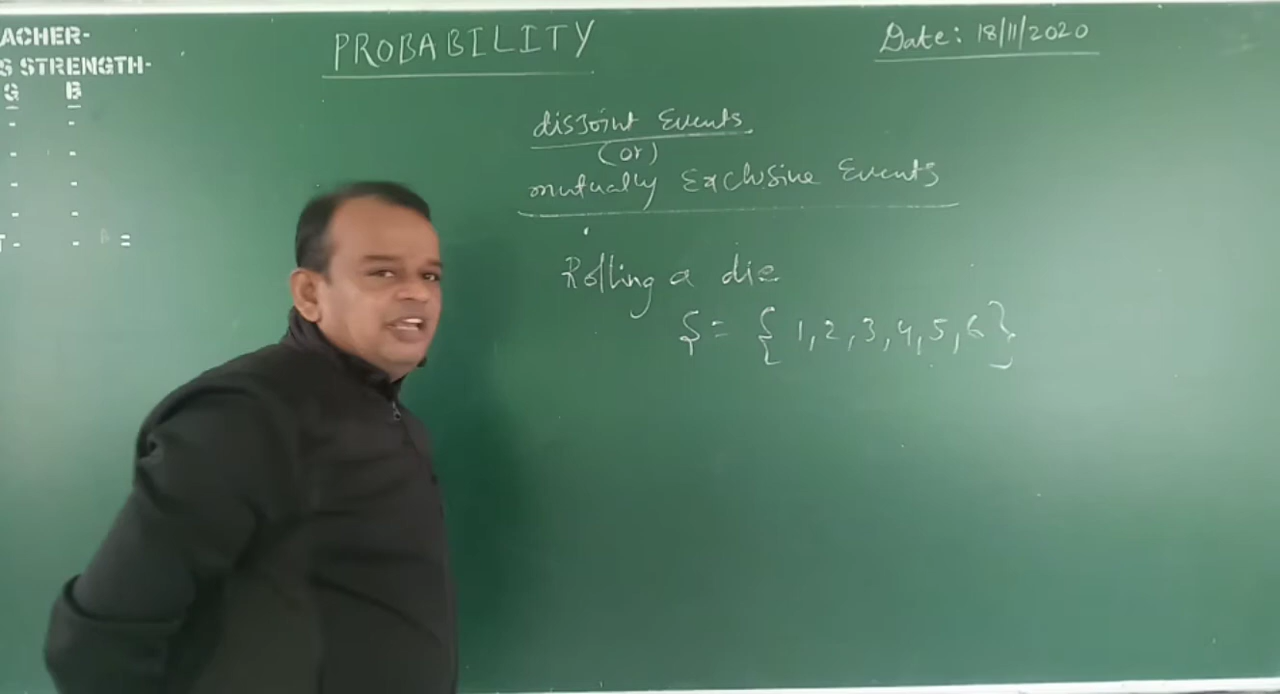 ACHER-
S STRENGTH-
G B
- -
- -
- -
- -
T- - =
PROBABILITY
Date: 18/11/2020
disjoint Events
(or)
mutually Exclusive Events
Rolling a die
S = { 1, 2, 3, 4, 5, 6 }